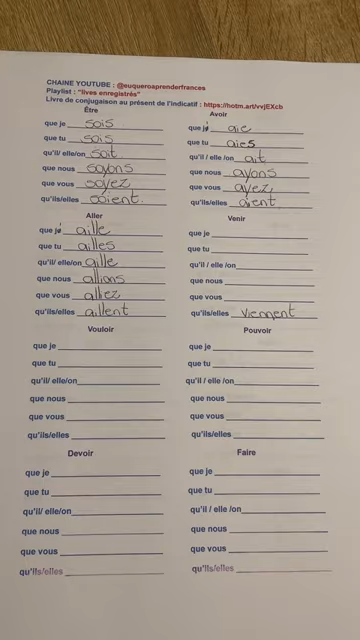 CHAINE YOUTUBE : @euqueroaprenderfrances
Playlist : "lives enregistrés"
Livre de conjugaison au présent de l'indicatif : https://hotm.art/vvjEXcb
Être
que je sois
que tu sois
qu'il/ elle/on soit
que nous soyons
que vous soyez
qu'ils/elles soient
Avoir
que j' aie
que tu aies
qu'il / elle /on ait
que nous ayons
que vous ayez
qu'ils/elles aient
Aller
que j' aille
que tu ailles
qu'il/ elle/on aille
que nous allions
que vous alliez
qu'ils/elles aillent
Venir
que je
que tu
qu'il / elle /on
que nous
que vous
qu'ils/elles viennent
Vouloir
que je
que tu
qu'il/ elle/on
que nous
que vous
qu'ils/elles
Pouvoir
que je
que tu
qu'il / elle /on
que nous
que vous
qu'ils/elles
Devoir
que je
que tu
qu'il/ elle/on
que nous
que vous
qu'ils/elles
Faire
que je
que tu
qu'il / elle /on
que nous
que vous
qu'ils/elles